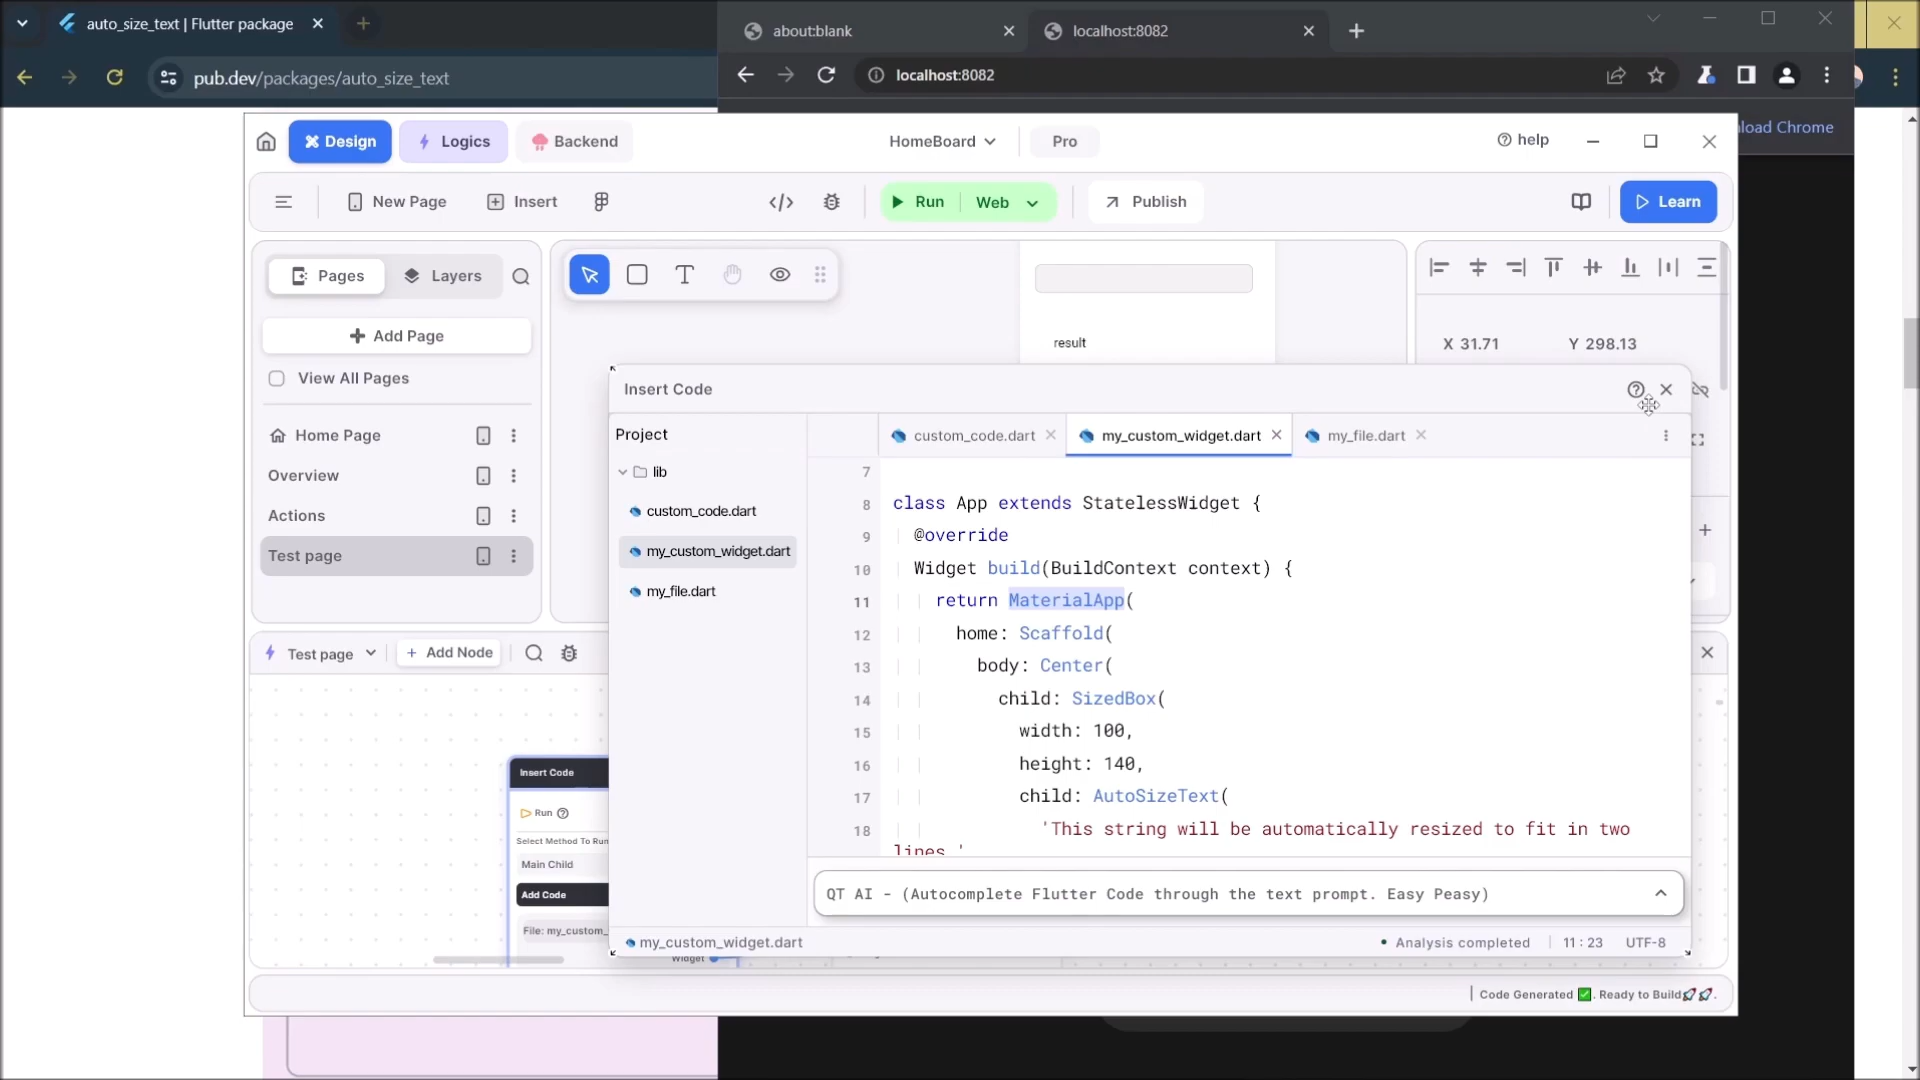 auto_size_text | Flutter package
about:blank
localhost:8082
pub.dev/packages/auto_size_text
localhost:8082
Design
Logics
Backend
HomeBoard
Pro
help
load Chrome
New Page
Insert
Run
Web
Publish
Learn
Pages
Layers
Add Page
View All Pages
Home Page
Overview
Actions
Test page
result
X 31.71
Y 298.13
Insert Code
Project
lib
custom_code.dart
my_custom_widget.dart
my_file.dart
custom_code.dart
my_custom_widget.dart
my_file.dart
7
8 class App extends StatelessWidget {
9 @override
10 Widget build(BuildContext context) {
11 return MaterialApp(
12 home: Scaffold(
13 body: Center(
14 child: SizedBox(
15 width: 100,
16 height: 140,
17 child: AutoSizeText(
18 'This string will be automatically resized to fit in two
lines.'
QT AI - (Autocomplete Flutter Code through the text prompt. Easy Peasy)
my_custom_widget.dart
Analysis completed
11:23
UTF-8
Test page
+ Add Node
Insert Code
Run
Select Method To Run
Main Child
Add Code
File: my_custom_
Widget
Code Generated ✅. Ready to Build🚀🚀.